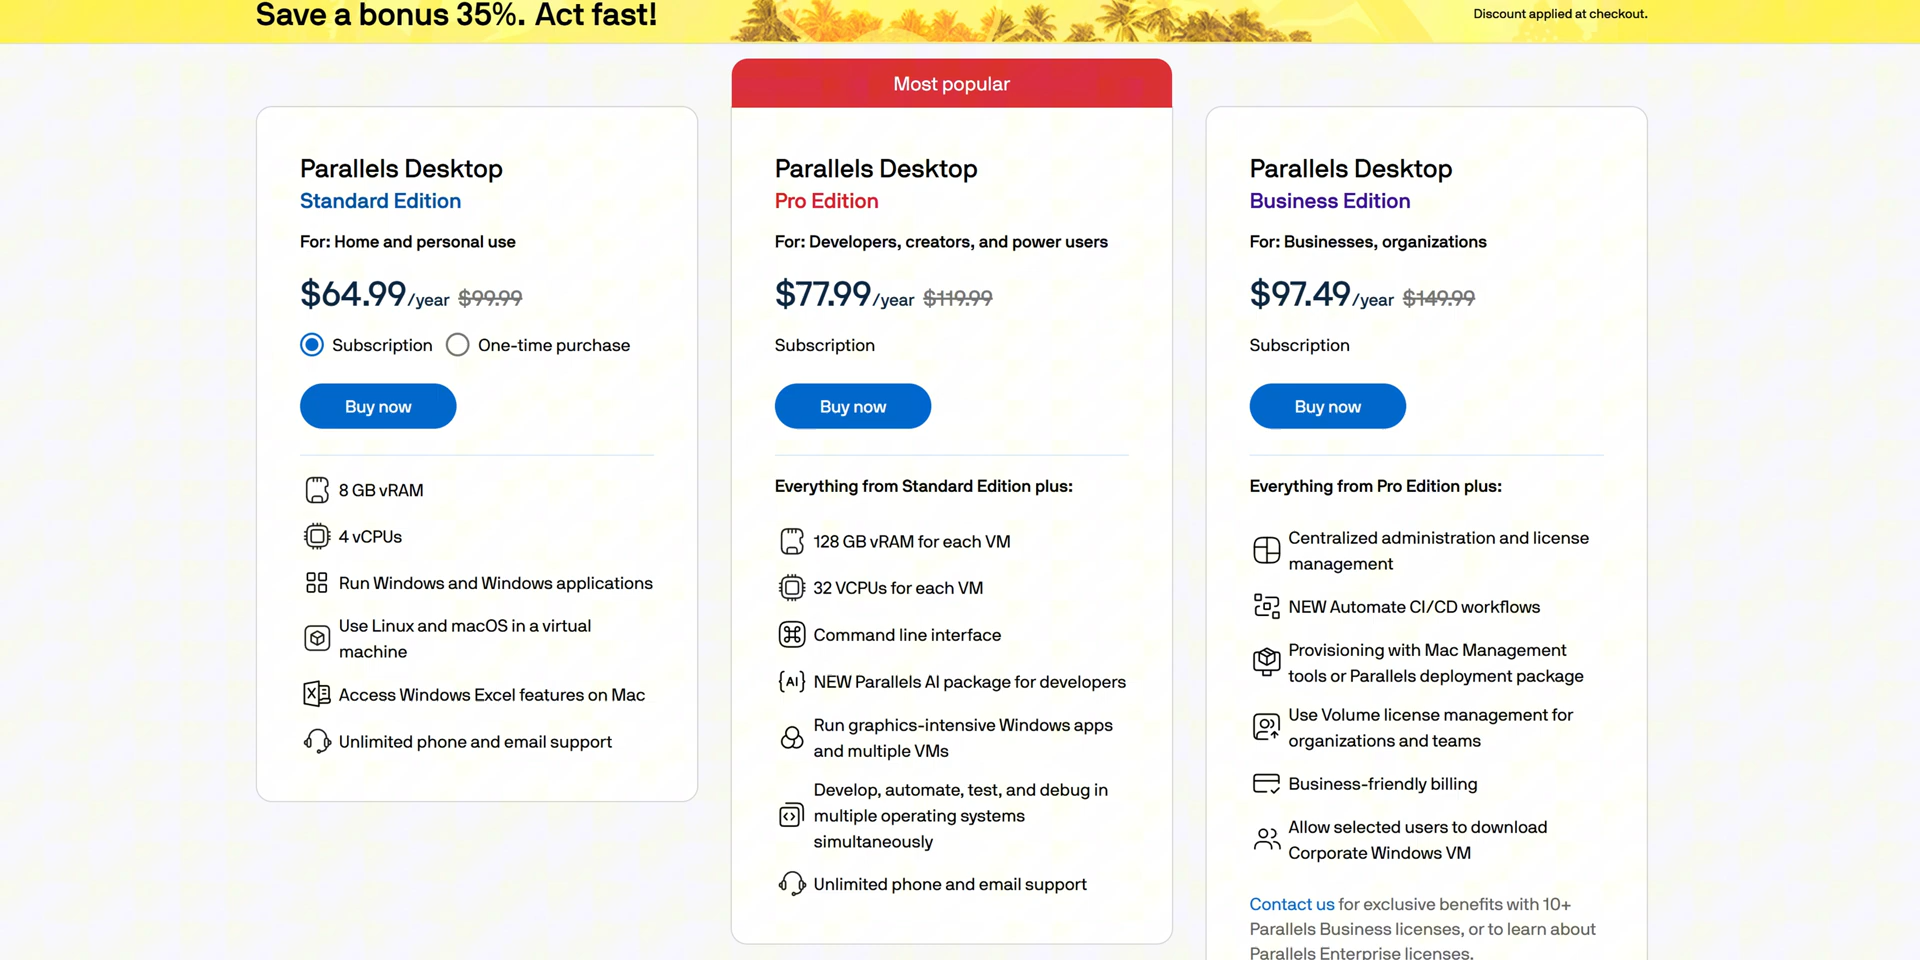 Save a bonus 35%. Act fast!
Discount applied at checkout.
Parallels Desktop
Standard Edition
For: Home and personal use
$64.99/year $99.99
Subscription
One-time purchase
Buy now
8 GB vRAM
4 vCPUs
Run Windows and Windows applications
Use Linux and macOS in a virtual
machine
Access Windows Excel features on Mac
Unlimited phone and email support
Most popular
Parallels Desktop
Pro Edition
For: Developers, creators, and power users
$77.99/year $119.99
Subscription
Buy now
Everything from Standard Edition plus:
128 GB vRAM for each VM
32 VCPUs for each VM
Command line interface
{AI} NEW Parallels AI package for developers
Run graphics-intensive Windows apps
and multiple VMs
Develop, automate, test, and debug in
multiple operating systems
simultaneously
Unlimited phone and email support
Parallels Desktop
Business Edition
For: Businesses, organizations
$97.49/year $149.99
Subscription
Buy now
Everything from Pro Edition plus:
Centralized administration and license
management
NEW Automate CI/CD workflows
Provisioning with Mac Management
tools or Parallels deployment package
Use Volume license management for
organizations and teams
Business-friendly billing
Allow selected users to download
Corporate Windows VM
Contact us for exclusive benefits with 10+
Parallels Business licenses, or to learn about
Parallels Enterprise licenses.